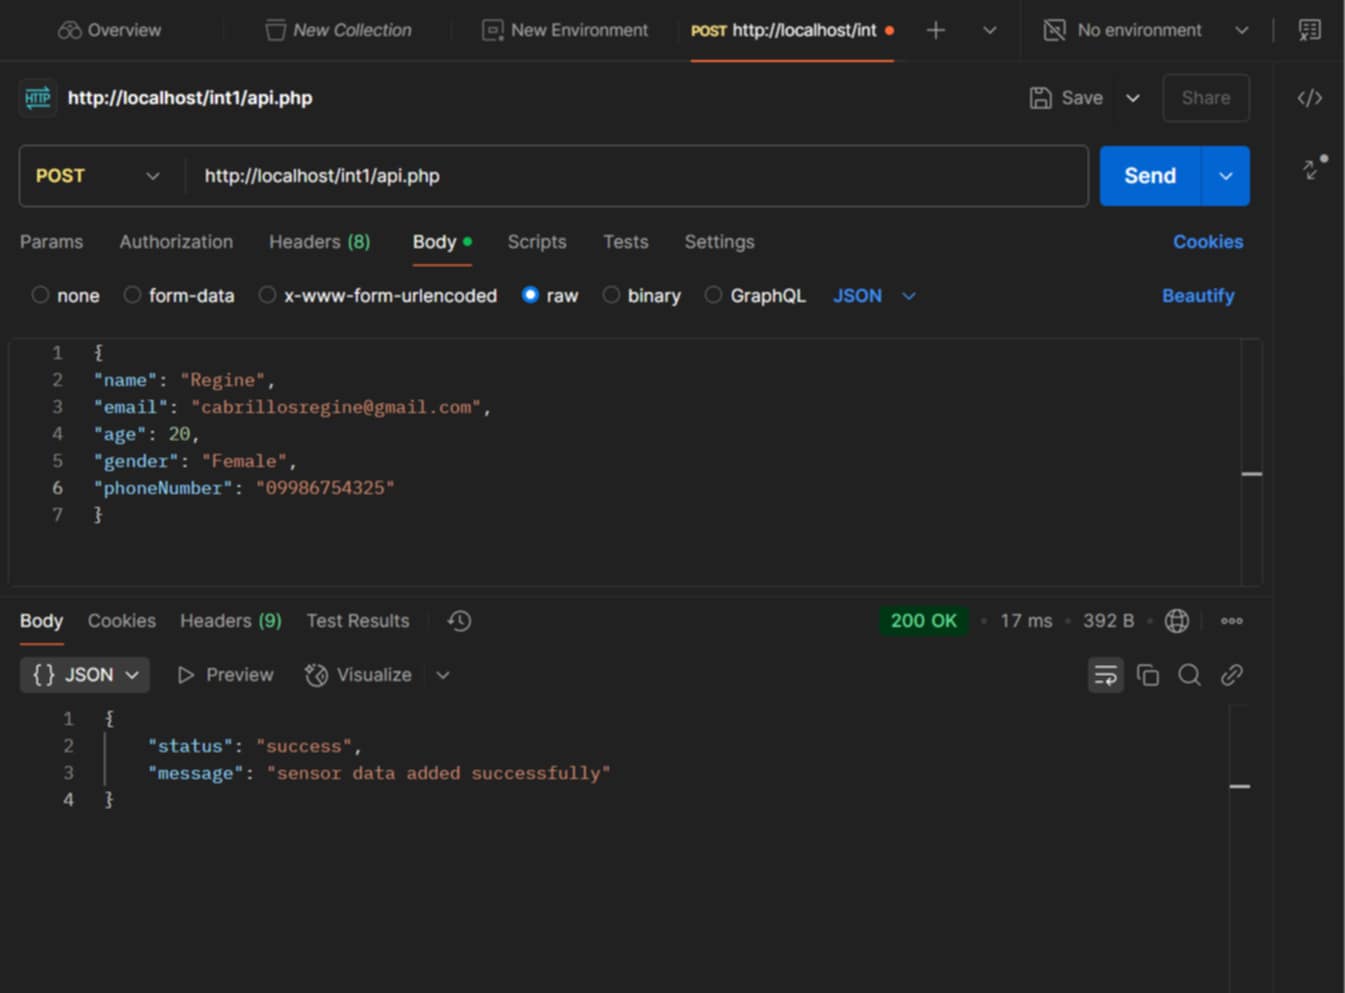 Overview New Collection New Environment POST http://localhost/int No environment
HTTP http://localhost/int1/api.php Save Share
POST http://localhost/int1/api.php Send
Params Authorization Headers (8) Body Scripts Tests Settings Cookies
none form-data x-www-form-urlencoded raw binary GraphQL JSON Beautify
1 {
2 "name": "Regine",
3 "email": "cabrillosregine@gmail.com",
4 "age": 20,
5 "gender": "Female",
6 "phoneNumber": "09986754325"
7 }
Body Cookies Headers (9) Test Results 200 OK • 17 ms • 392 B •
{} JSON Preview Visualize
1 {
2 "status": "success",
3 "message": "sensor data added successfully"
4 }